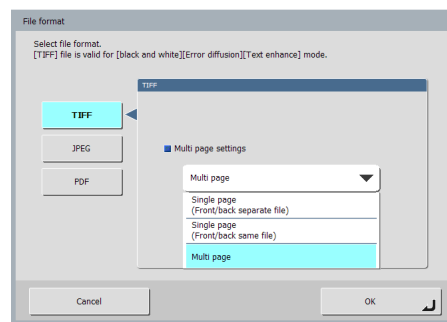 File format
Select file format.
[TIFF] file is valid for [black and white][Error diffusion][Text enhance] mode.
TIFF
TIFF
JPEG
PDF
Multi page settings
Multi page
Single page
(Front/back separate file)
Single page
(Front/back same file)
Multi page
Cancel
OK